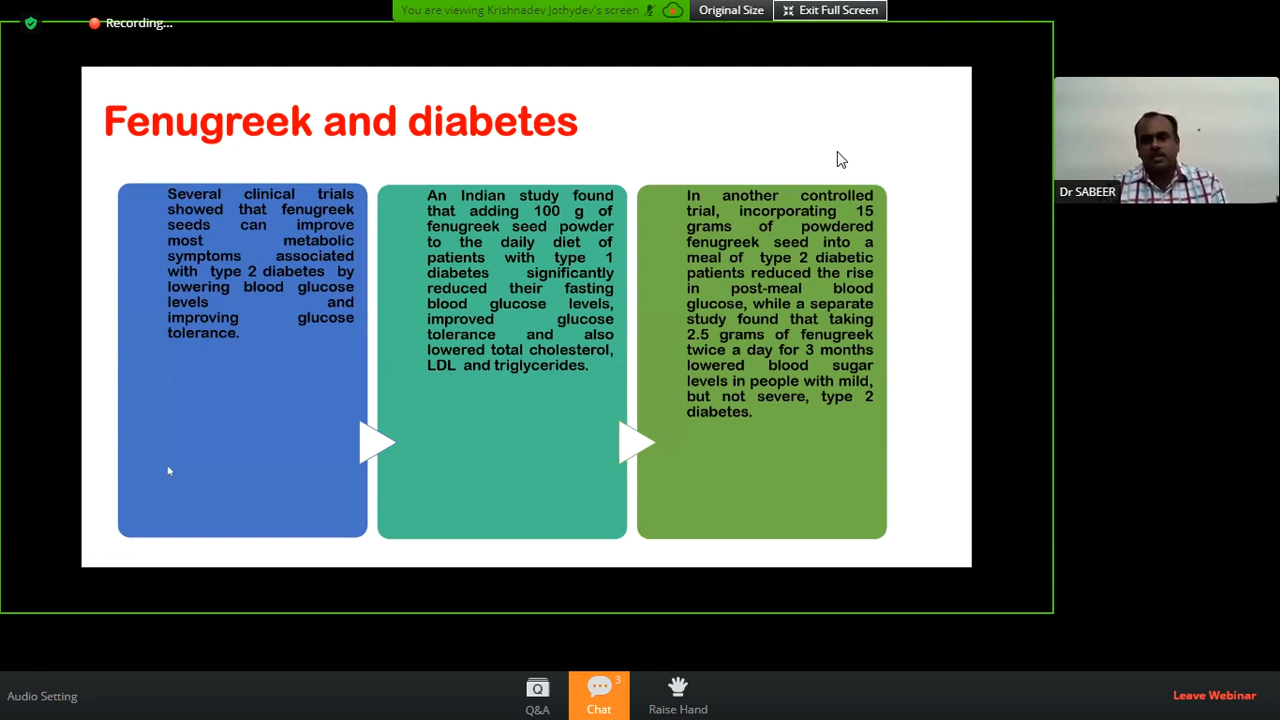 You are viewing Krishnadev Jothydev's screen
Original Size
Exit Full Screen
Recording...
Fenugreek and diabetes
Several clinical trials
showed that fenugreek
seeds can improve
most metabolic
symptoms associated
with type 2 diabetes by
lowering blood glucose
levels and
improving glucose
tolerance.
An Indian study found
that adding 100 g of
fenugreek seed powder
to the daily diet of
patients with type 1
diabetes significantly
reduced their fasting
blood glucose levels,
improved glucose
tolerance and also
lowered total cholesterol,
LDL and triglycerides.
In another controlled
trial, incorporating 15
grams of powdered
fenugreek seed into a
meal of type 2 diabetic
patients reduced the rise
in post-meal blood
glucose, while a separate
study found that taking
2.5 grams of fenugreek
twice a day for 3 months
lowered blood sugar
levels in people with mild,
but not severe, type 2
diabetes.
Dr SABEER
Audio Setting
Q
Q&A
3
Chat
Raise Hand
Leave Webinar